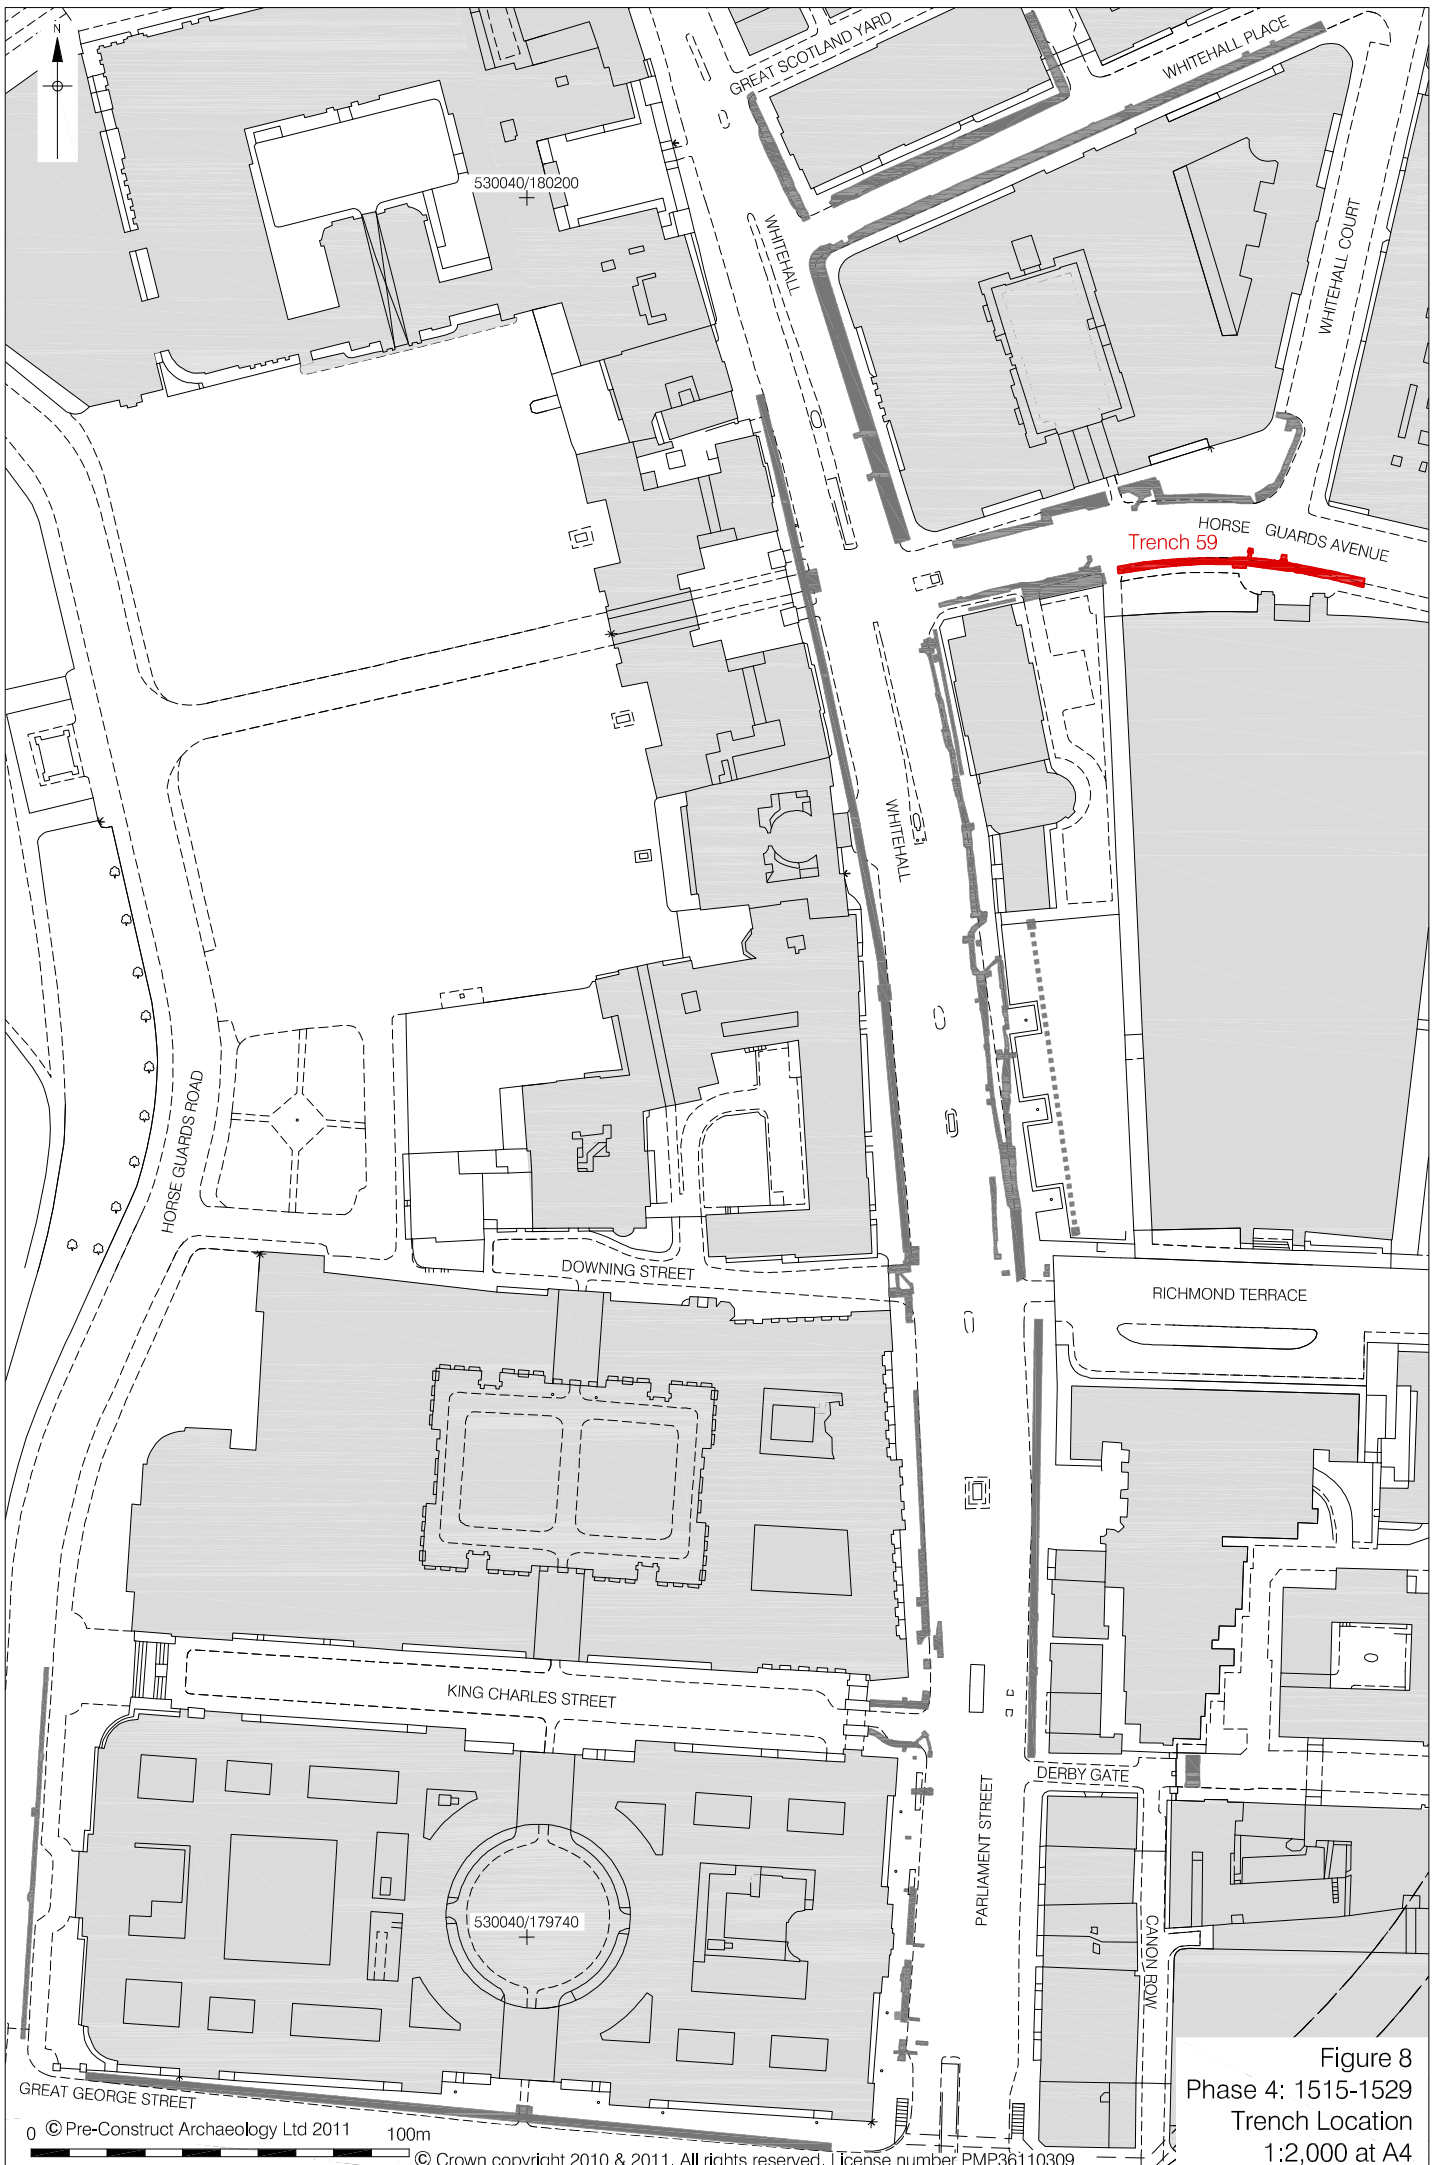 N
GREAT SCOTLAND YARD
WHITEHALL PLACE
530040/180200
WHITEHALL
WHITEHALL COURT
HORSE GUARDS AVENUE
Trench 59
WHITEHALL
HORSE GUARDS ROAD
DOWNING STREET
RICHMOND TERRACE
KING CHARLES STREET
DERBY GATE
PARLIAMENT STREET
530040/179740
CANON ROW
GREAT GEORGE STREET
Figure 8
Phase 4: 1515-1529
Trench Location
1:2,000 at A4
0 © Pre-Construct Archaeology Ltd 2011 100m
© Crown copyright 2010 & 2011. All rights reserved. License number PMP36110309